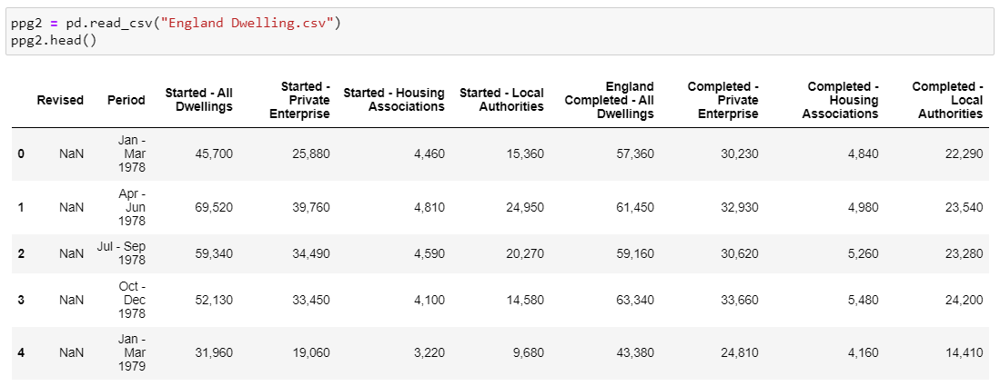 ppg2 = pd.read_csv("England Dwelling.csv")
ppg2.head()
Revised Period Started - All Dwellings Started - Private Enterprise Started - Housing Associations Started - Local Authorities England Completed - All Dwellings Completed - Private Enterprise Completed - Housing Associations Completed - Local Authorities
0 NaN Jan - Mar 1978 45,700 25,880 4,460 15,360 57,360 30,230 4,840 22,290
1 NaN Apr - Jun 1978 69,520 39,760 4,810 24,950 61,450 32,930 4,980 23,540
2 NaN Jul - Sep 1978 59,340 34,490 4,590 20,270 59,160 30,620 5,260 23,280
3 NaN Oct - Dec 1978 52,130 33,450 4,100 14,580 63,340 33,660 5,480 24,200
4 NaN Jan - Mar 1979 31,960 19,060 3,220 9,680 43,380 24,810 4,160 14,410